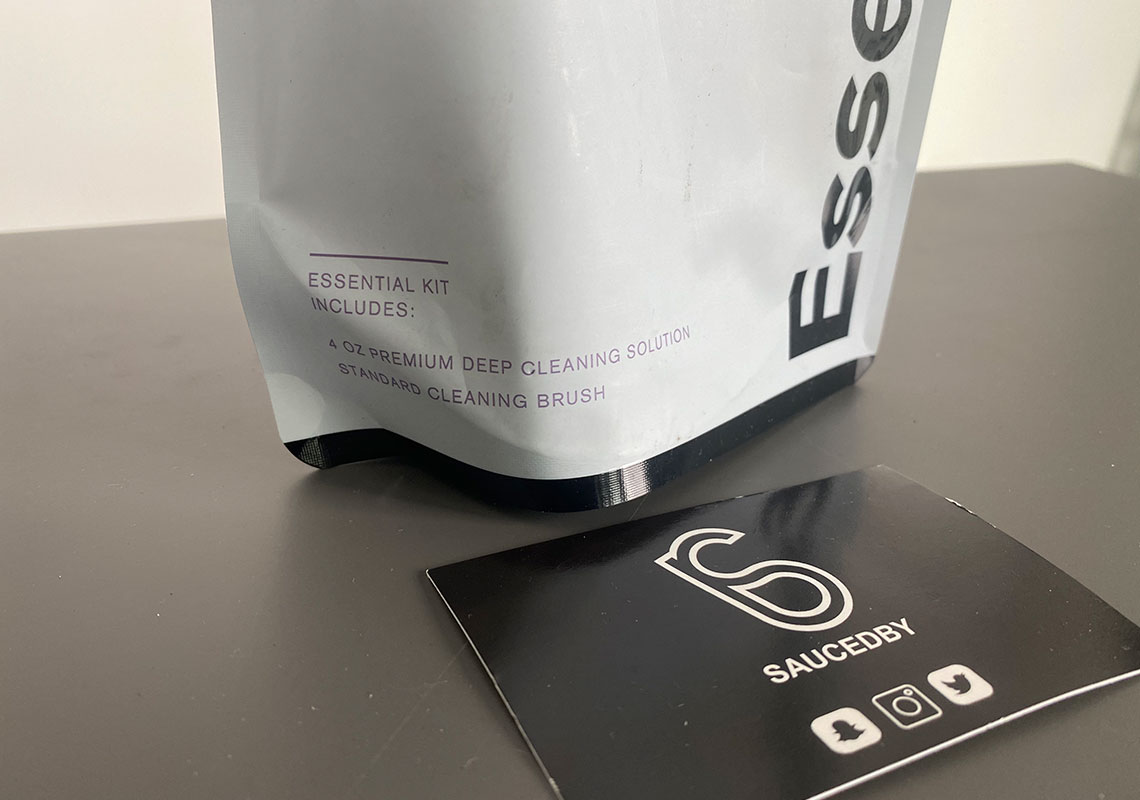 Esse
ESSENTIAL KIT
INCLUDES:
4 OZ PREMIUM DEEP CLEANING SOLUTION
STANDARD CLEANING BRUSH
SAUCEDBY